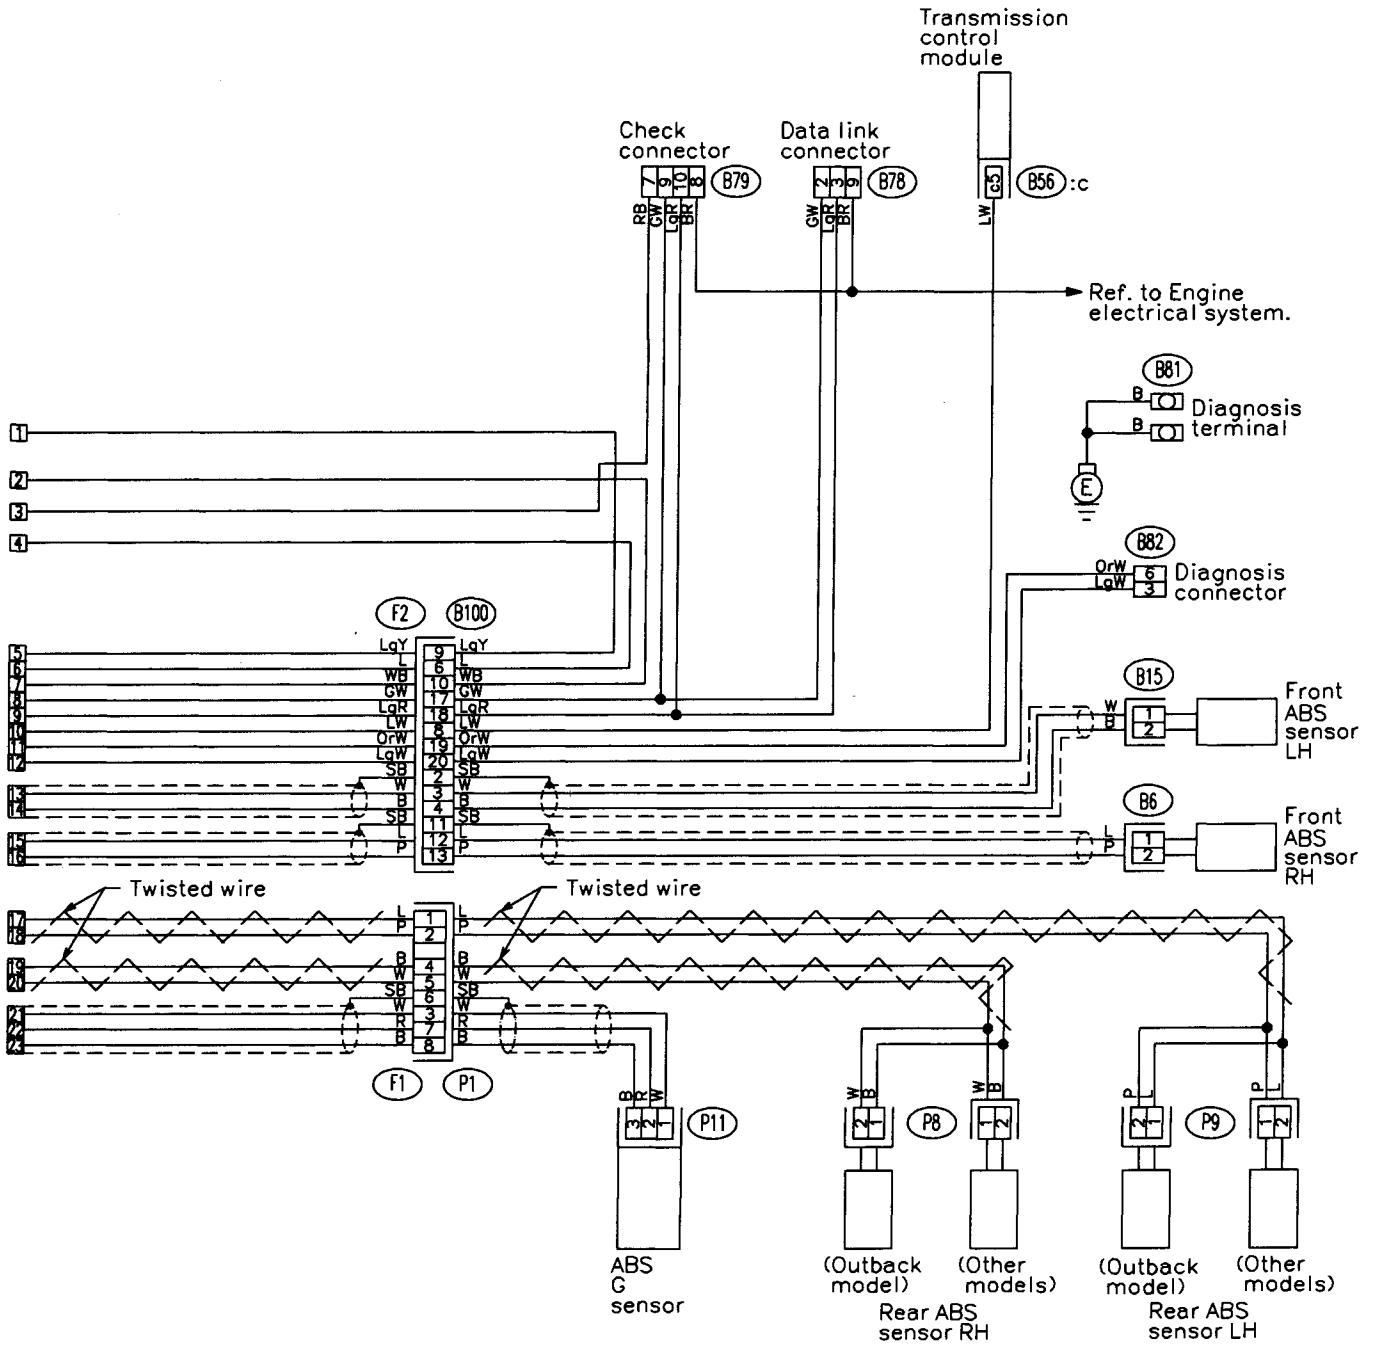 Transmission
control
module
Check
connector
Data link
connector
7 9 10 8
B79
2 3 9
B78
c5
B56 :c
RB GW LgR BR
GW LgR BR
LW
Ref. to Engine
electrical system.
B81
B
B
Diagnosis
terminal
E
1
2
3
4
B82
OrW 6
LgW 3
Diagnosis
connector
F2 B100
5 LgY 9 LgY
6 L 6 L
7 WB 10 WB
8 GW 17 GW
9 LgR 18 LgR
10 LW 8 LW
11 OrW 19 OrW
12 LgW 20 LgW
SB 2 SB
13 W 3 W
14 B 4 B
SB 11 SB
15 L 12 L
16 P 13 P
B15
W 1
B 2
Front
ABS
sensor
LH
B6
L 1
P 2
Front
ABS
sensor
RH
Twisted wire
Twisted wire
17 L 1 L
18 P 2 P
19 B 4 B
20 W 5 W
SB 6 SB
21 W 3 W
22 R 7 R
23 B 8 B
F1 P1
B R W
3 2 1
P11
W B
2 1
P8
W B
1 2
P L
2 1
P9
P L
1 2
ABS
G
sensor
(Outback
model)
(Other
models)
Rear ABS
sensor RH
(Outback
model)
(Other
models)
Rear ABS
sensor LH